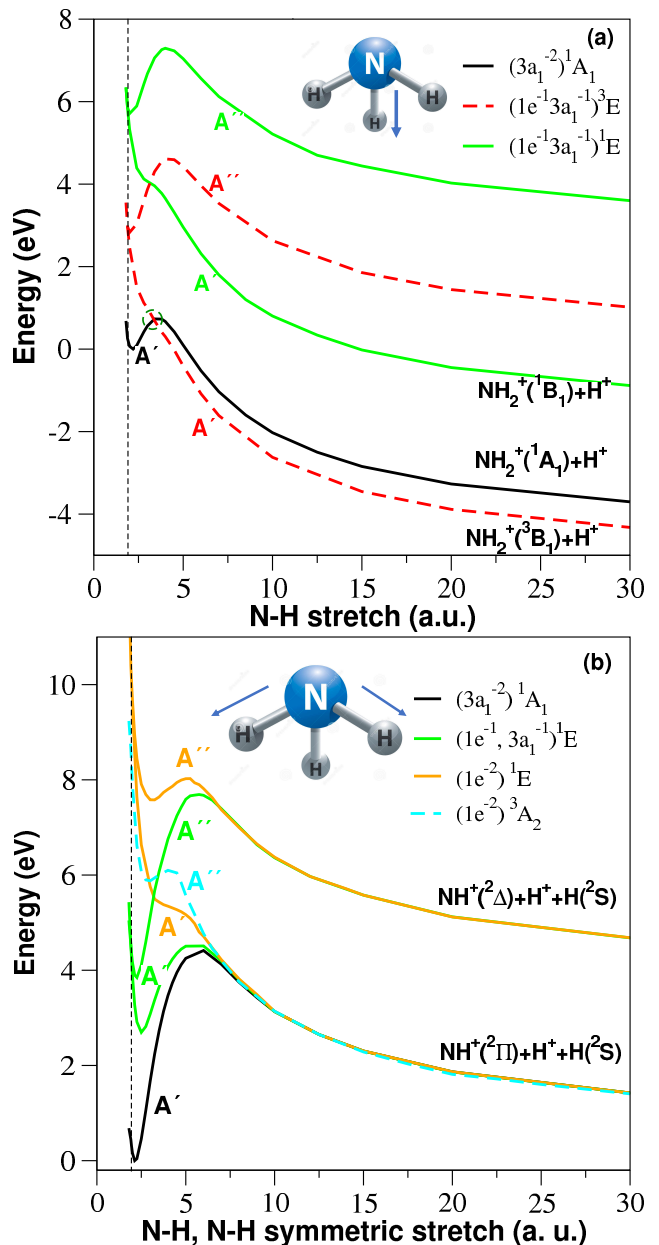 8
(a)
N
H
H
H
(3a₁⁻²)¹A₁
(1e⁻¹3a₁⁻¹)³E
(1e⁻¹3a₁⁻¹)¹E
6
A´´
4
A´´
2
A´
0
A´
NH₂⁺(¹B₁)+H⁺
-2
A´
NH₂⁺(¹A₁)+H⁺
-4
NH₂⁺(³B₁)+H⁺
Energy (eV)
0 5 10 15 20 25 30
N-H stretch (a.u.)
(b)
N
H
H
H
(3a₁⁻²) ¹A₁
(1e⁻¹, 3a₁⁻¹)¹E
(1e⁻²) ¹E
(1e⁻²) ³A₂
10
A´´
8
A´´
6
A´´
NH⁺(²Δ)+H⁺+H(²S)
A´
4
A´
NH⁺(²Π)+H⁺+H(²S)
2
A´
0
Energy (eV)
0 5 10 15 20 25 30
N-H, N-H symmetric stretch (a. u.)